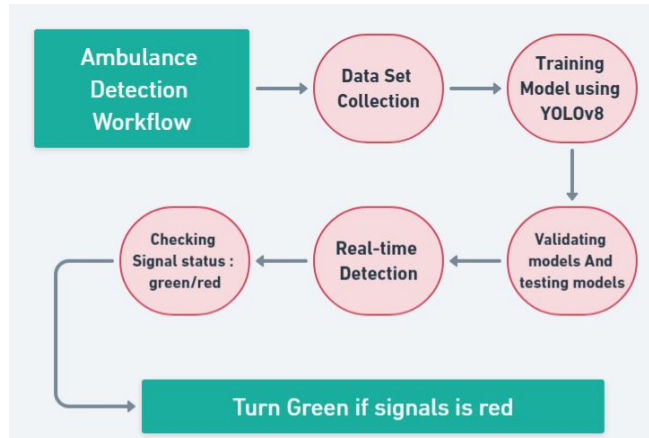 Ambulance
Detection
Workflow
Data Set
Collection
Training
Model using
YOLOv8
Validating
models And
testing models
Real-time
Detection
Checking
Signal status :
green/red
Turn Green if signals is red